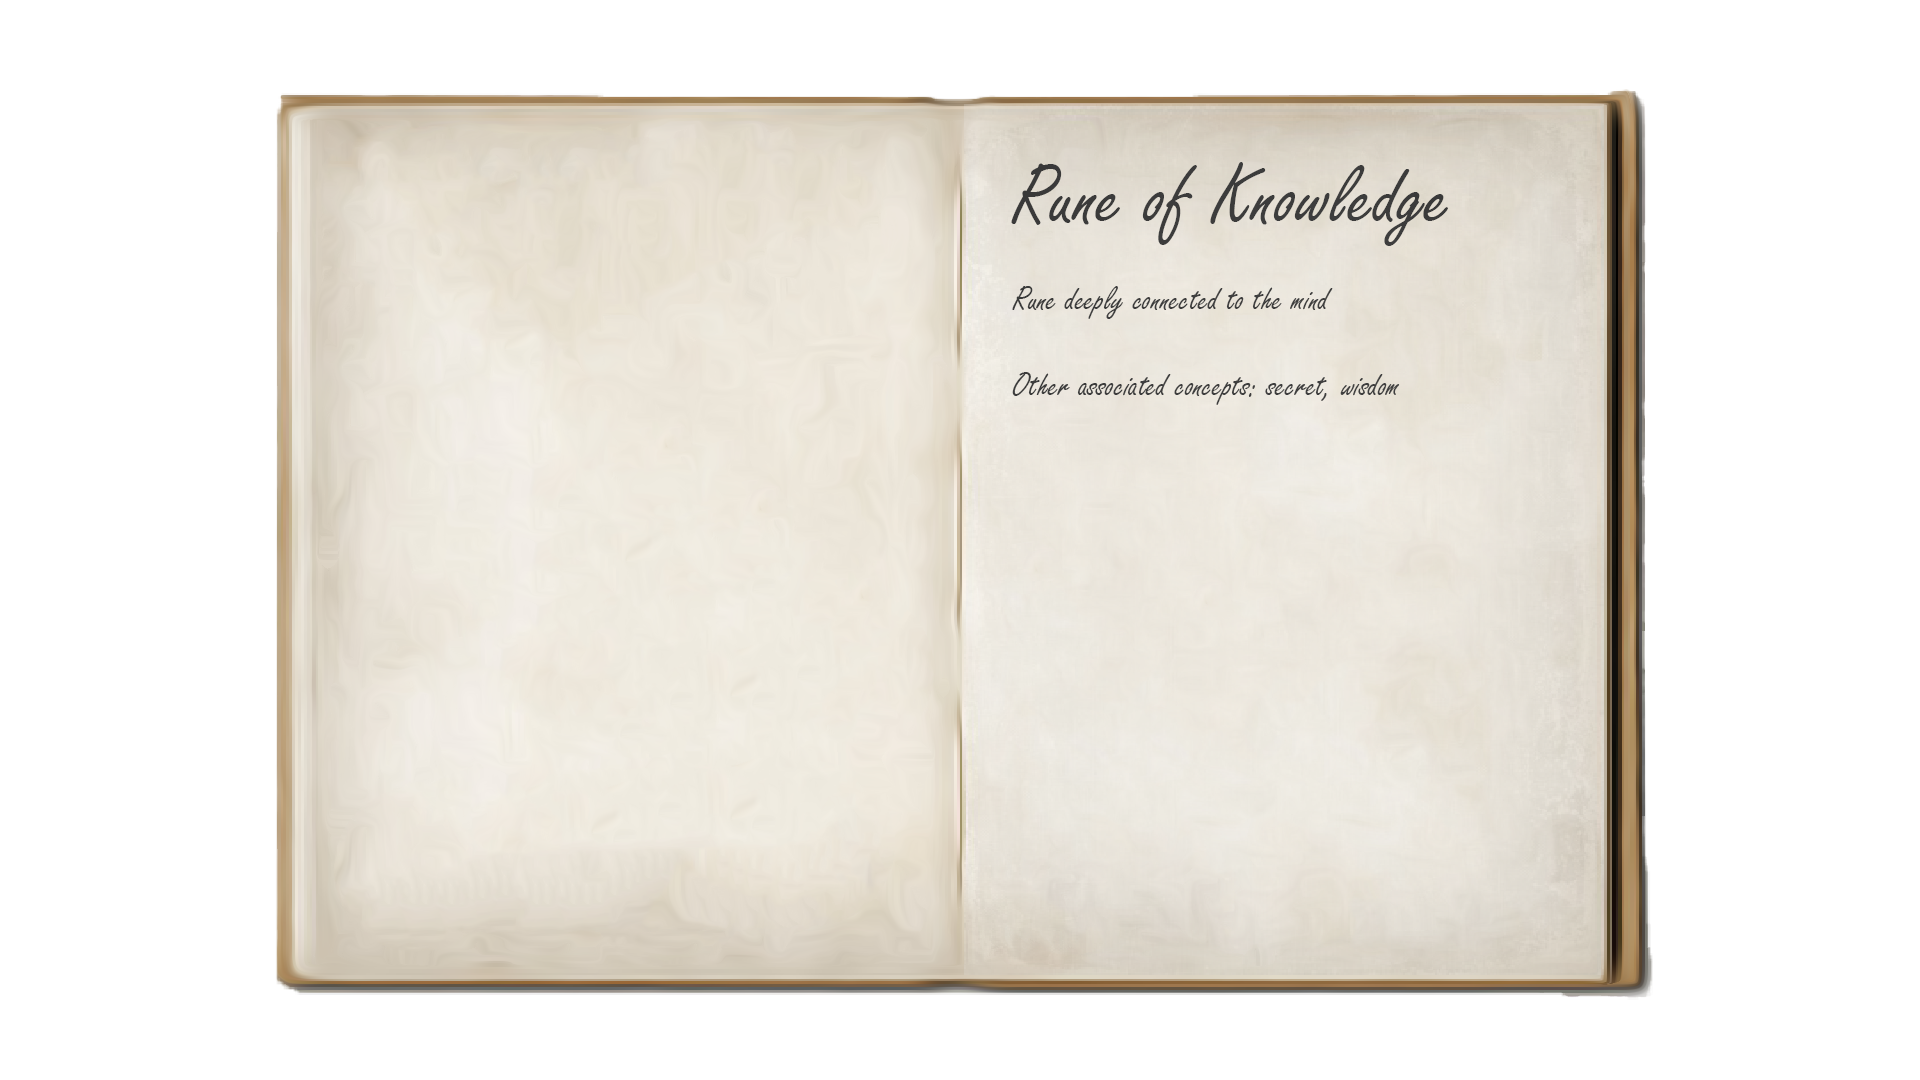 Rune of Knowledge
Rune deeply connected to the mind
Other associated concepts: secret, wisdom